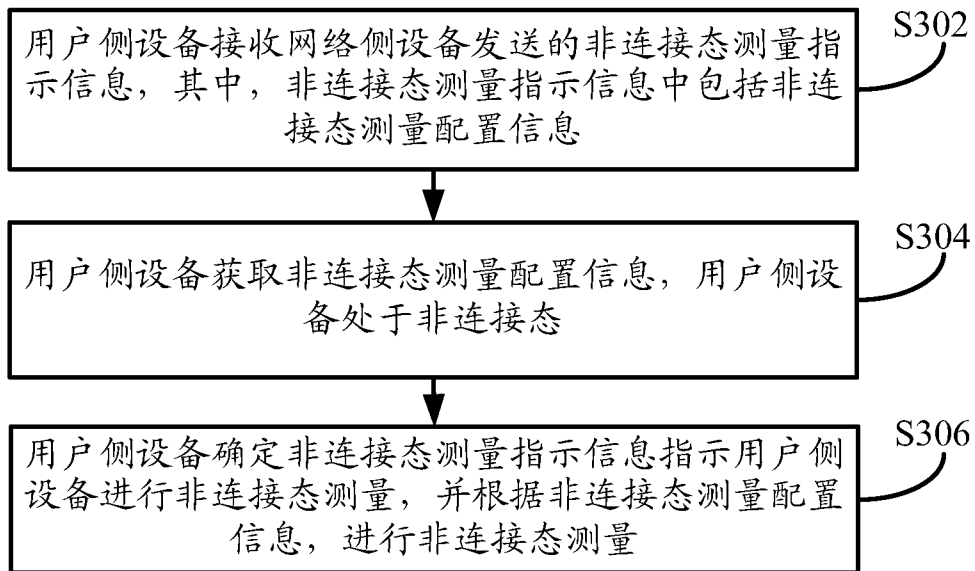 用户侧设备接收网络侧设备发送的非连接态测量指
示信息，其中，非连接态测量指示信息中包括非连
接态测量配置信息
S302
用户侧设备获取非连接态测量配置信息，用户侧设
备处于非连接态
S304
用户侧设备确定非连接态测量指示信息指示用户侧
设备进行非连接态测量，并根据非连接态测量配置
信息，进行非连接态测量
S306